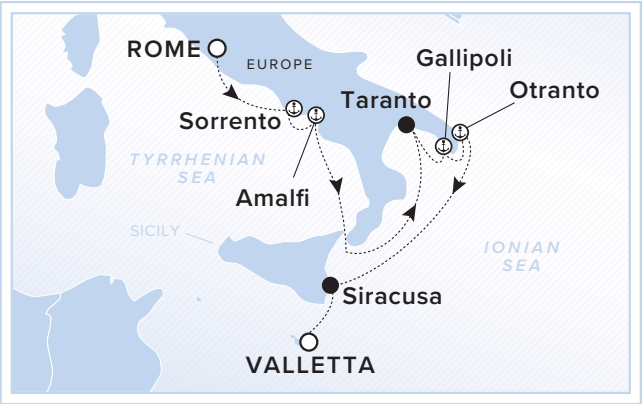 ROME
EUROPE
Gallipoli
Otranto
Taranto
Sorrento
TYRRHENIAN
SEA
Amalfi
SICILY
IONIAN
SEA
Siracusa
VALLETTA